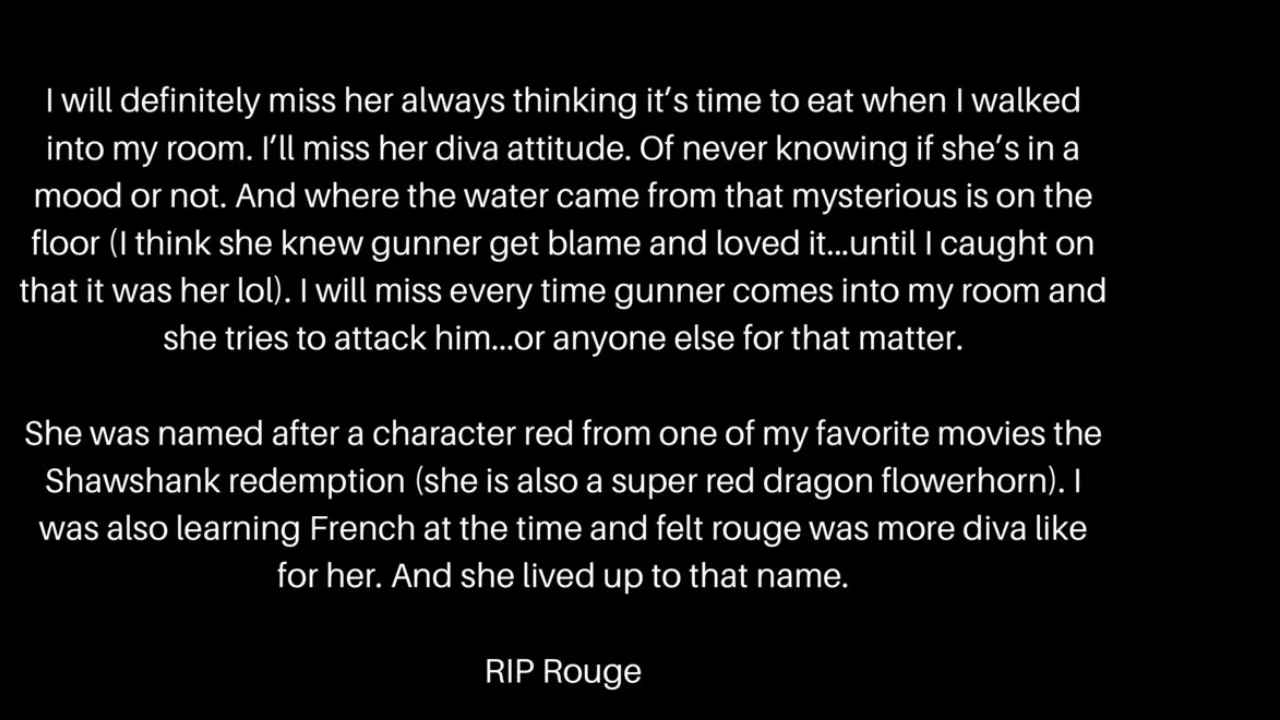 I will definitely miss her always thinking it’s time to eat when I walked
into my room. I’ll miss her diva attitude. Of never knowing if she’s in a
mood or not. And where the water came from that mysterious is on the
floor (I think she knew gunner get blame and loved it...until I caught on
that it was her lol). I will miss every time gunner comes into my room and
she tries to attack him...or anyone else for that matter.
She was named after a character red from one of my favorite movies the
Shawshank redemption (she is also a super red dragon flowerhorn). I
was also learning French at the time and felt rouge was more diva like
for her. And she lived up to that name.
RIP Rouge